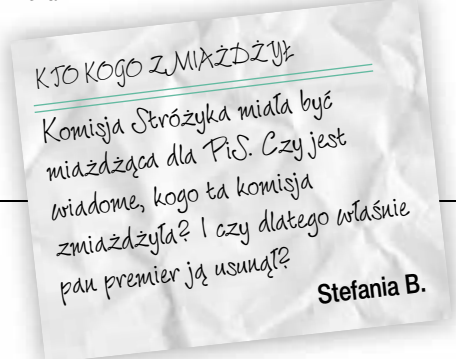 KTO KOGO ZMIAŻDŻYŁ
Komisja Stróżyka miała być
miażdżąca dla PiS. Czy jest
wiadome, kogo ta komisja
zmiażdżyła? I czy dlatego właśnie
pan premier ją usunął?
Stefania B.